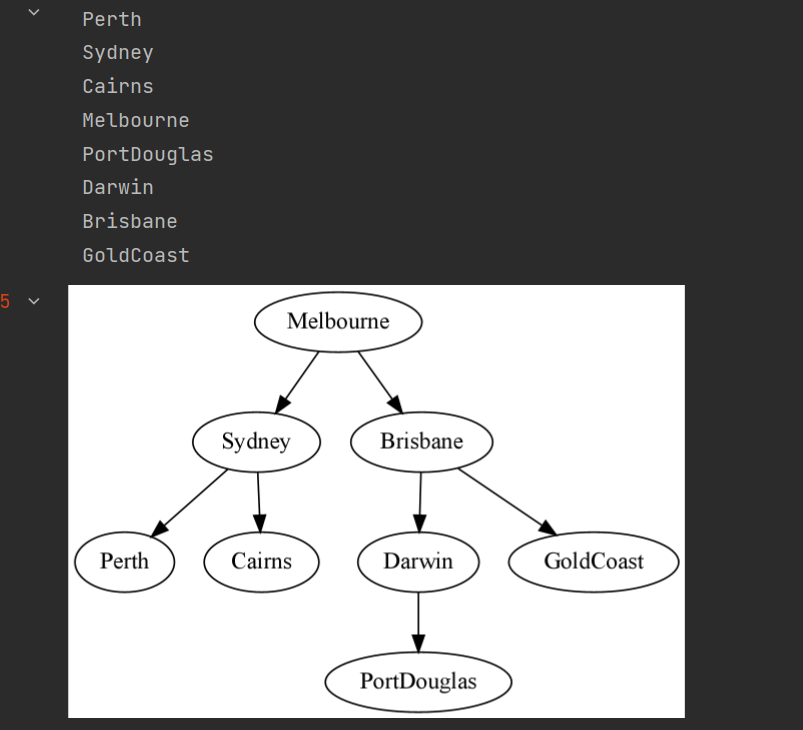 Perth
Sydney
Cairns
Melbourne
PortDouglas
Darwin
Brisbane
GoldCoast
5
Melbourne
Sydney Brisbane
Perth Cairns Darwin GoldCoast
PortDouglas